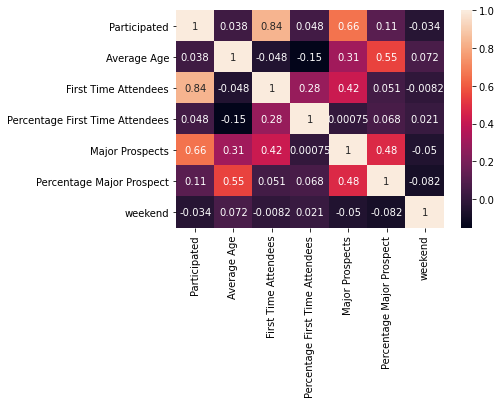 Participated 1 0.038 0.84 0.048 0.66 0.11 -0.034
Average Age 0.038 1 -0.048 -0.15 0.31 0.55 0.072
First Time Attendees 0.84 -0.048 1 0.28 0.42 0.051 -0.0082
Percentage First Time Attendees 0.048 -0.15 0.28 1 0.00075 0.068 0.021
Major Prospects 0.66 0.31 0.42 0.00075 1 0.48 -0.05
Percentage Major Prospect 0.11 0.55 0.051 0.068 0.48 1 -0.082
weekend -0.034 0.072 -0.0082 0.021 -0.05 -0.082 1
Participated
Average Age
First Time Attendees
Percentage First Time Attendees
Major Prospects
Percentage Major Prospect
weekend
1.0
0.8
0.6
0.4
0.2
0.0